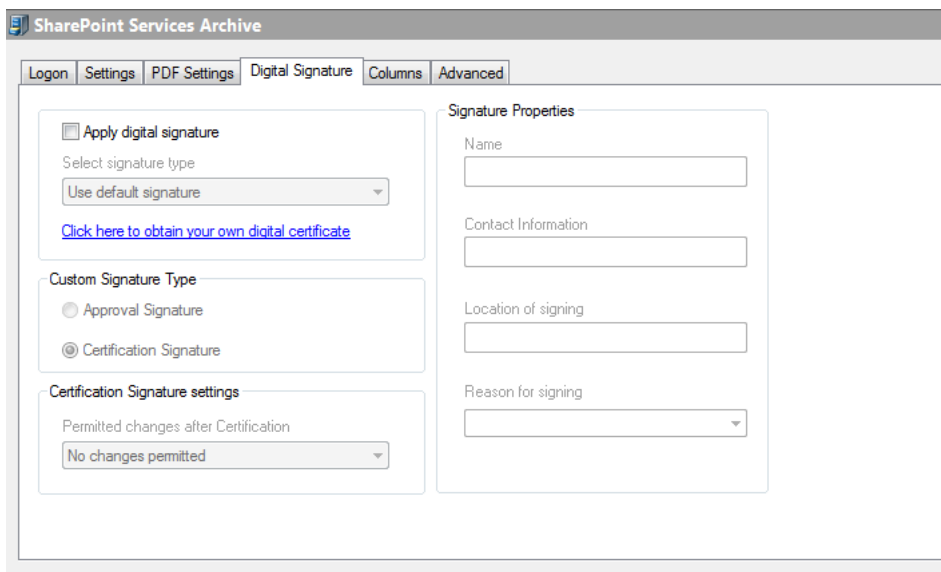 SharePoint Services Archive
Logon Settings PDF Settings Digital Signature Columns Advanced
Apply digital signature
Select signature type
Use default signature
Click here to obtain your own digital certificate
Custom Signature Type
Approval Signature
Certification Signature
Certification Signature settings
Permitted changes after Certification
No changes permitted
Signature Properties
Name
Contact Information
Location of signing
Reason for signing